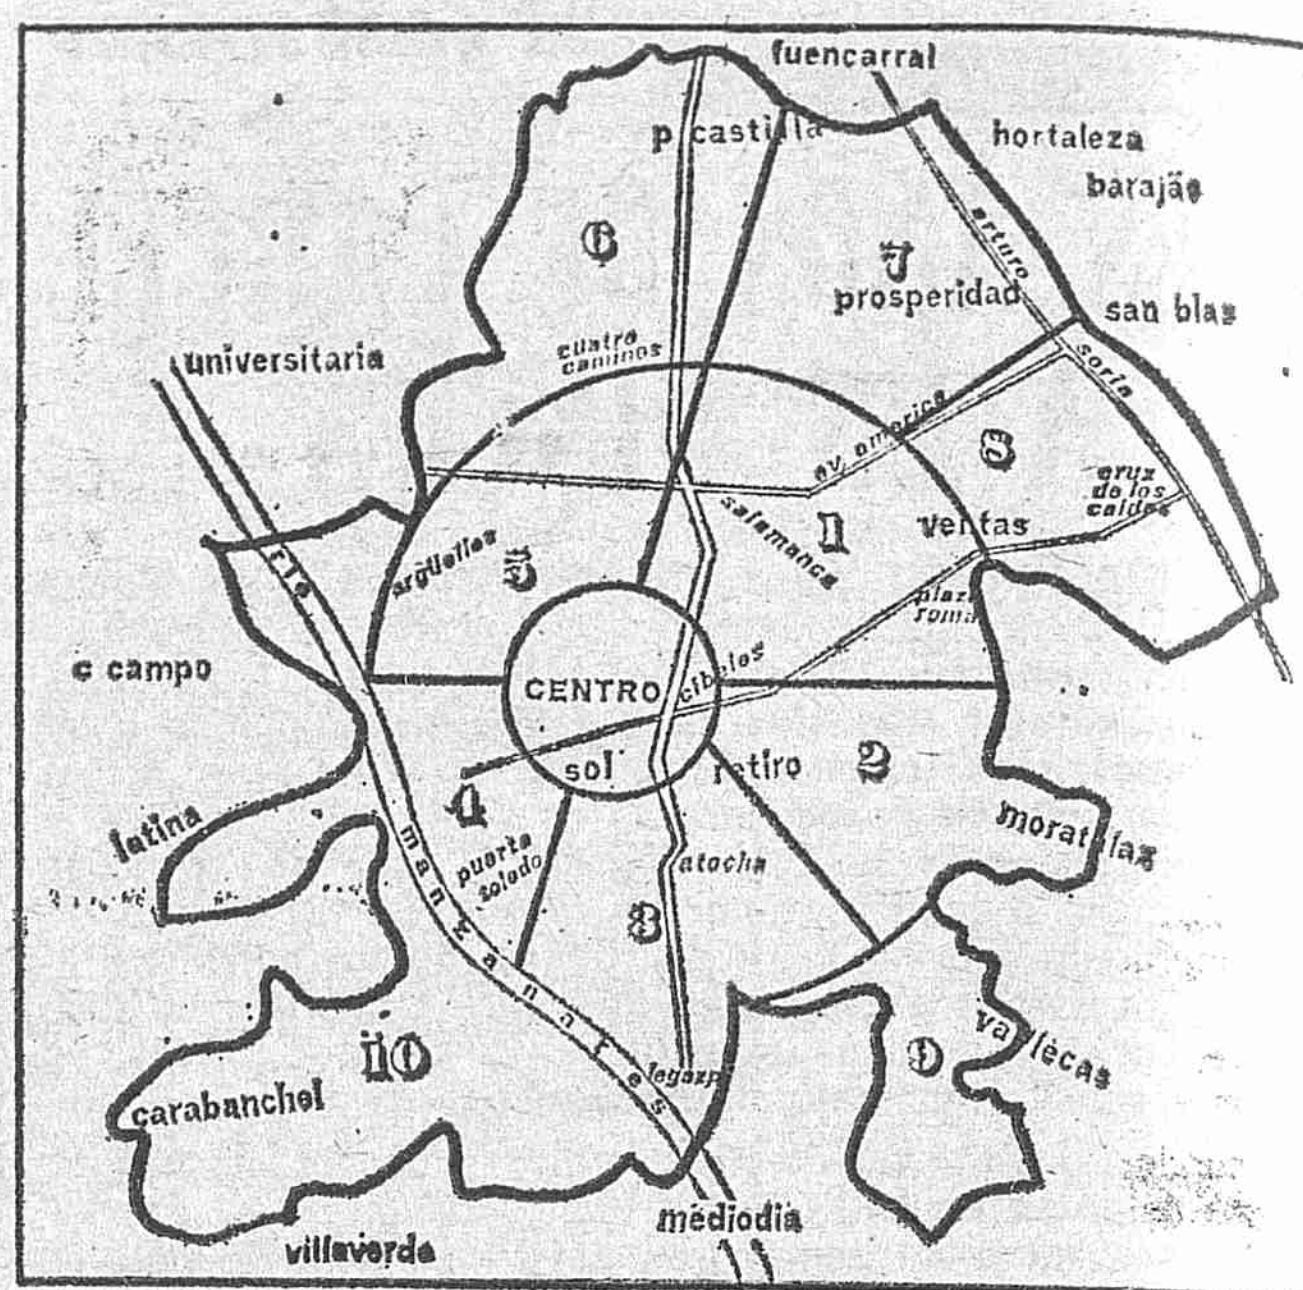 fuencarral
p castilla
hortaleza
barajas
6
7
arturo
prosperidad
san blas
cuatro
caminos
soria
universitaria
av. america
8
cruz
de los
caidos
salamanca
1
ventas
rio
argüelles
5
plaza
roma
c campo
CENTRO
cibeles
sol
retiro
2
4
latina
puerta
toledo
moratalaz
manzanares
atocha
3
vallecas
10
9
legazp
carabanchel
mediodia
villaverde